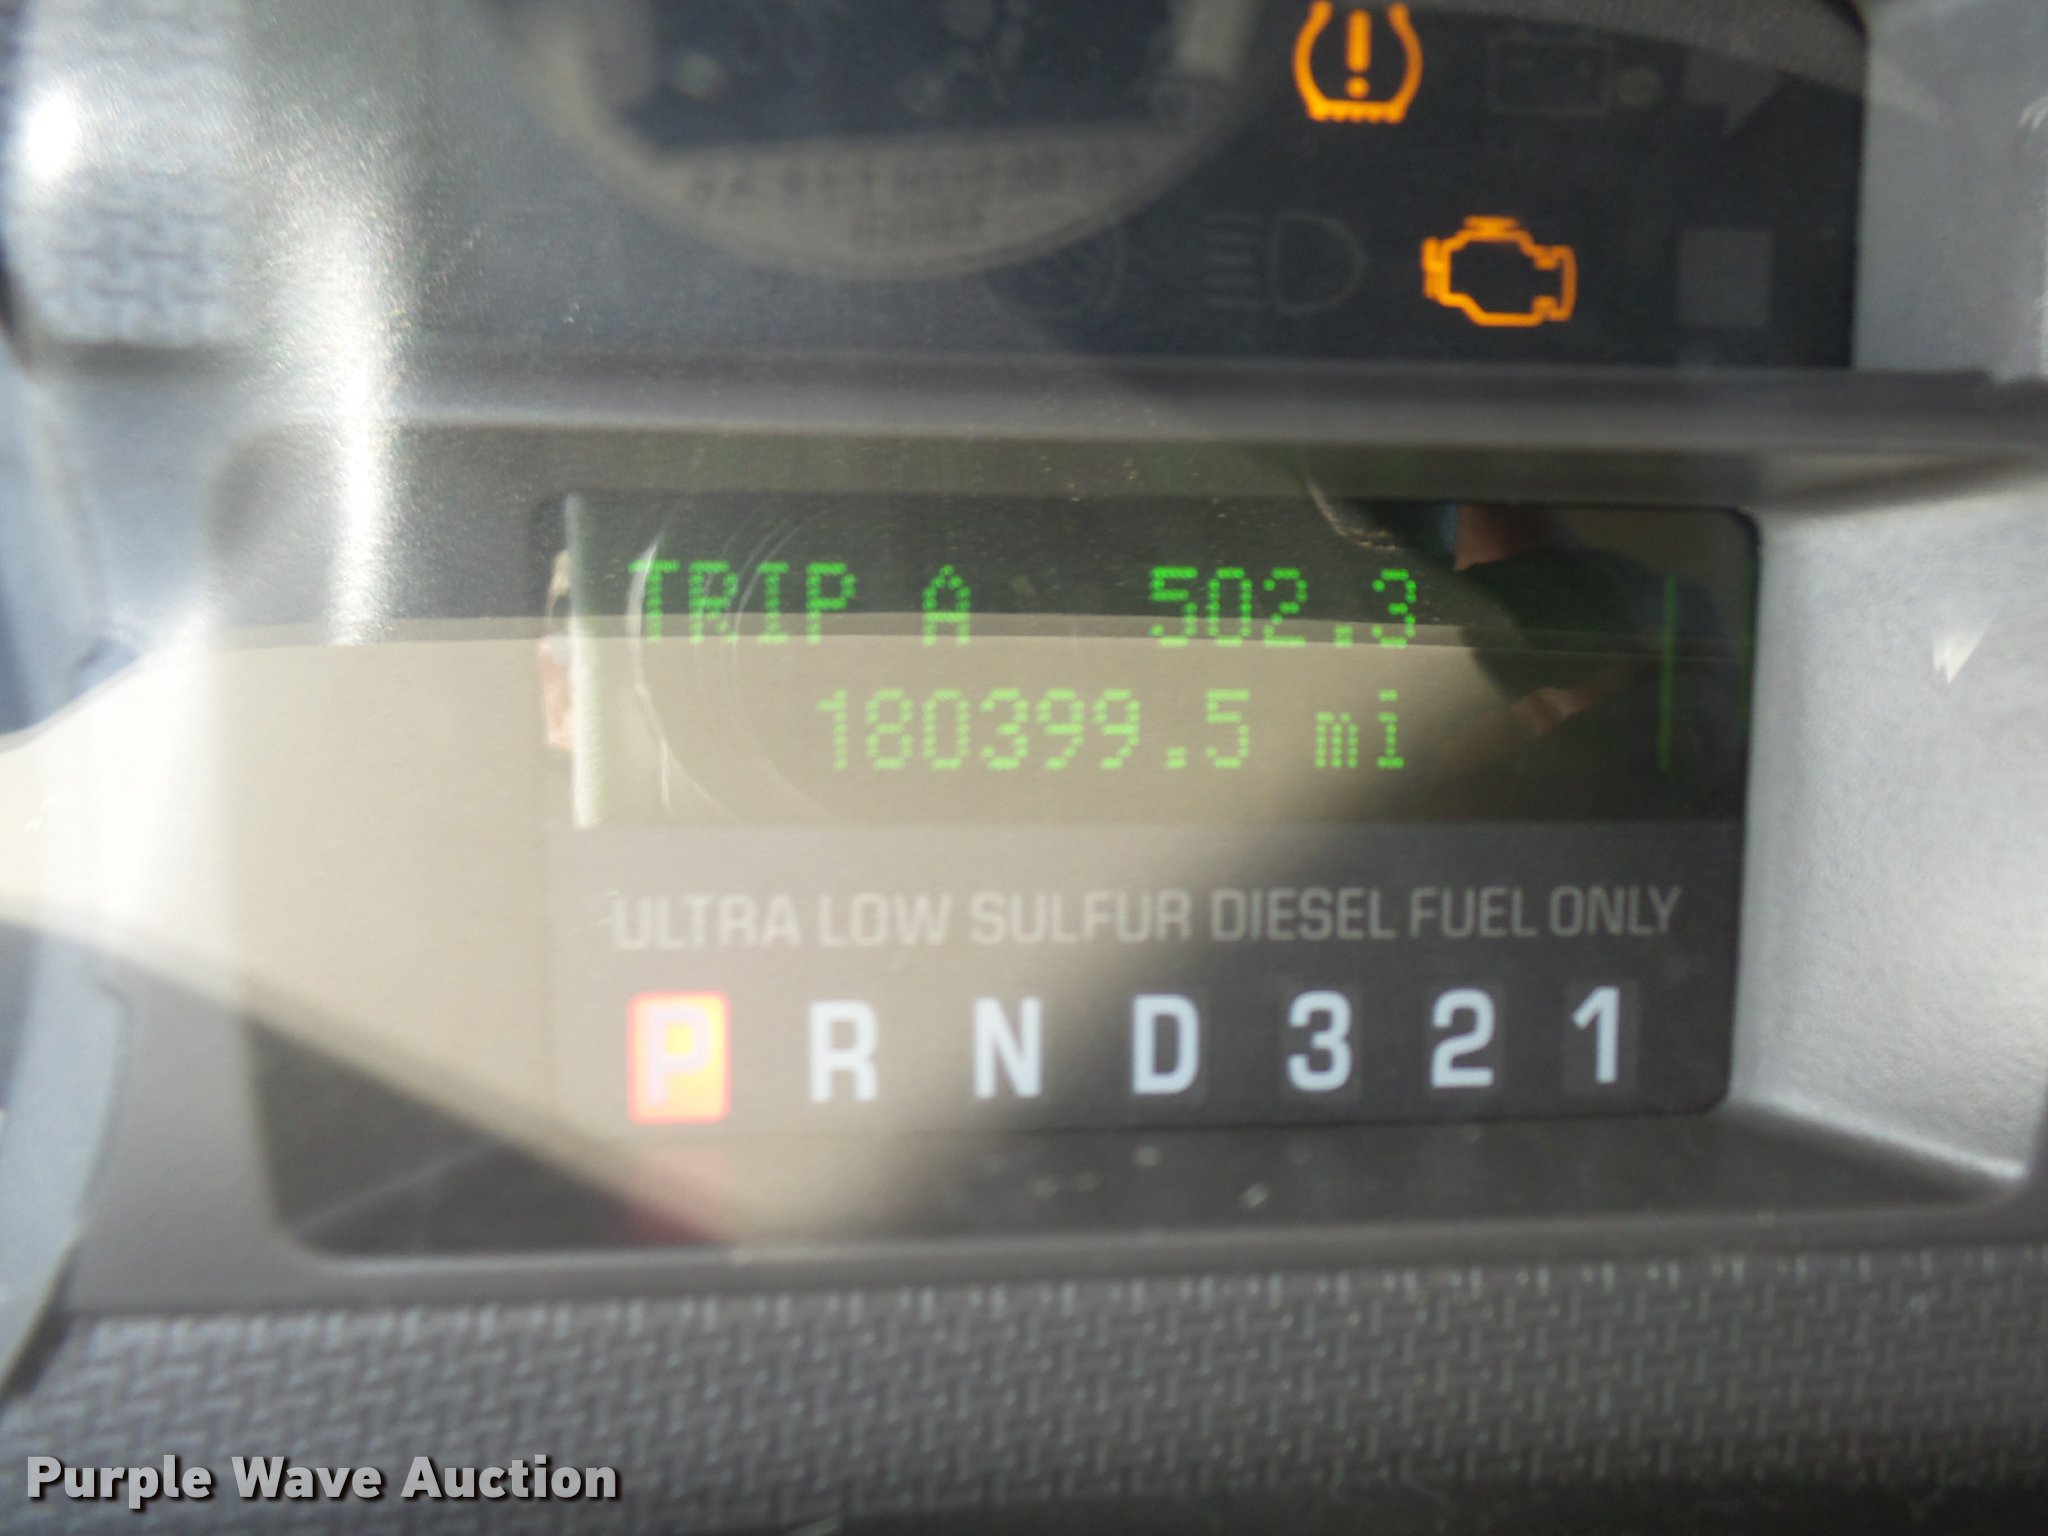 TRIP A 502.3
180399.5 mi
ULTRA LOW SULFUR DIESEL FUEL ONLY
P R N D 3 2 1
Purple Wave Auction